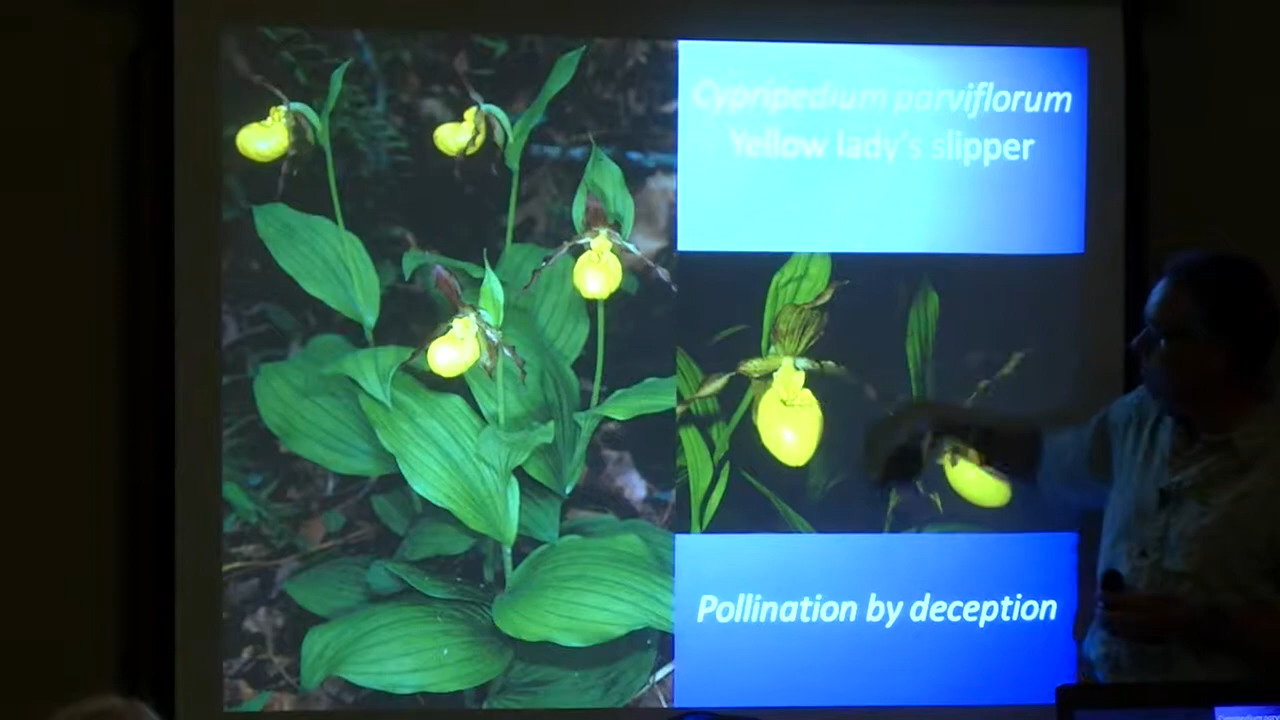 Cypripedium parviflorum
Yellow lady's slipper
Pollination by deception